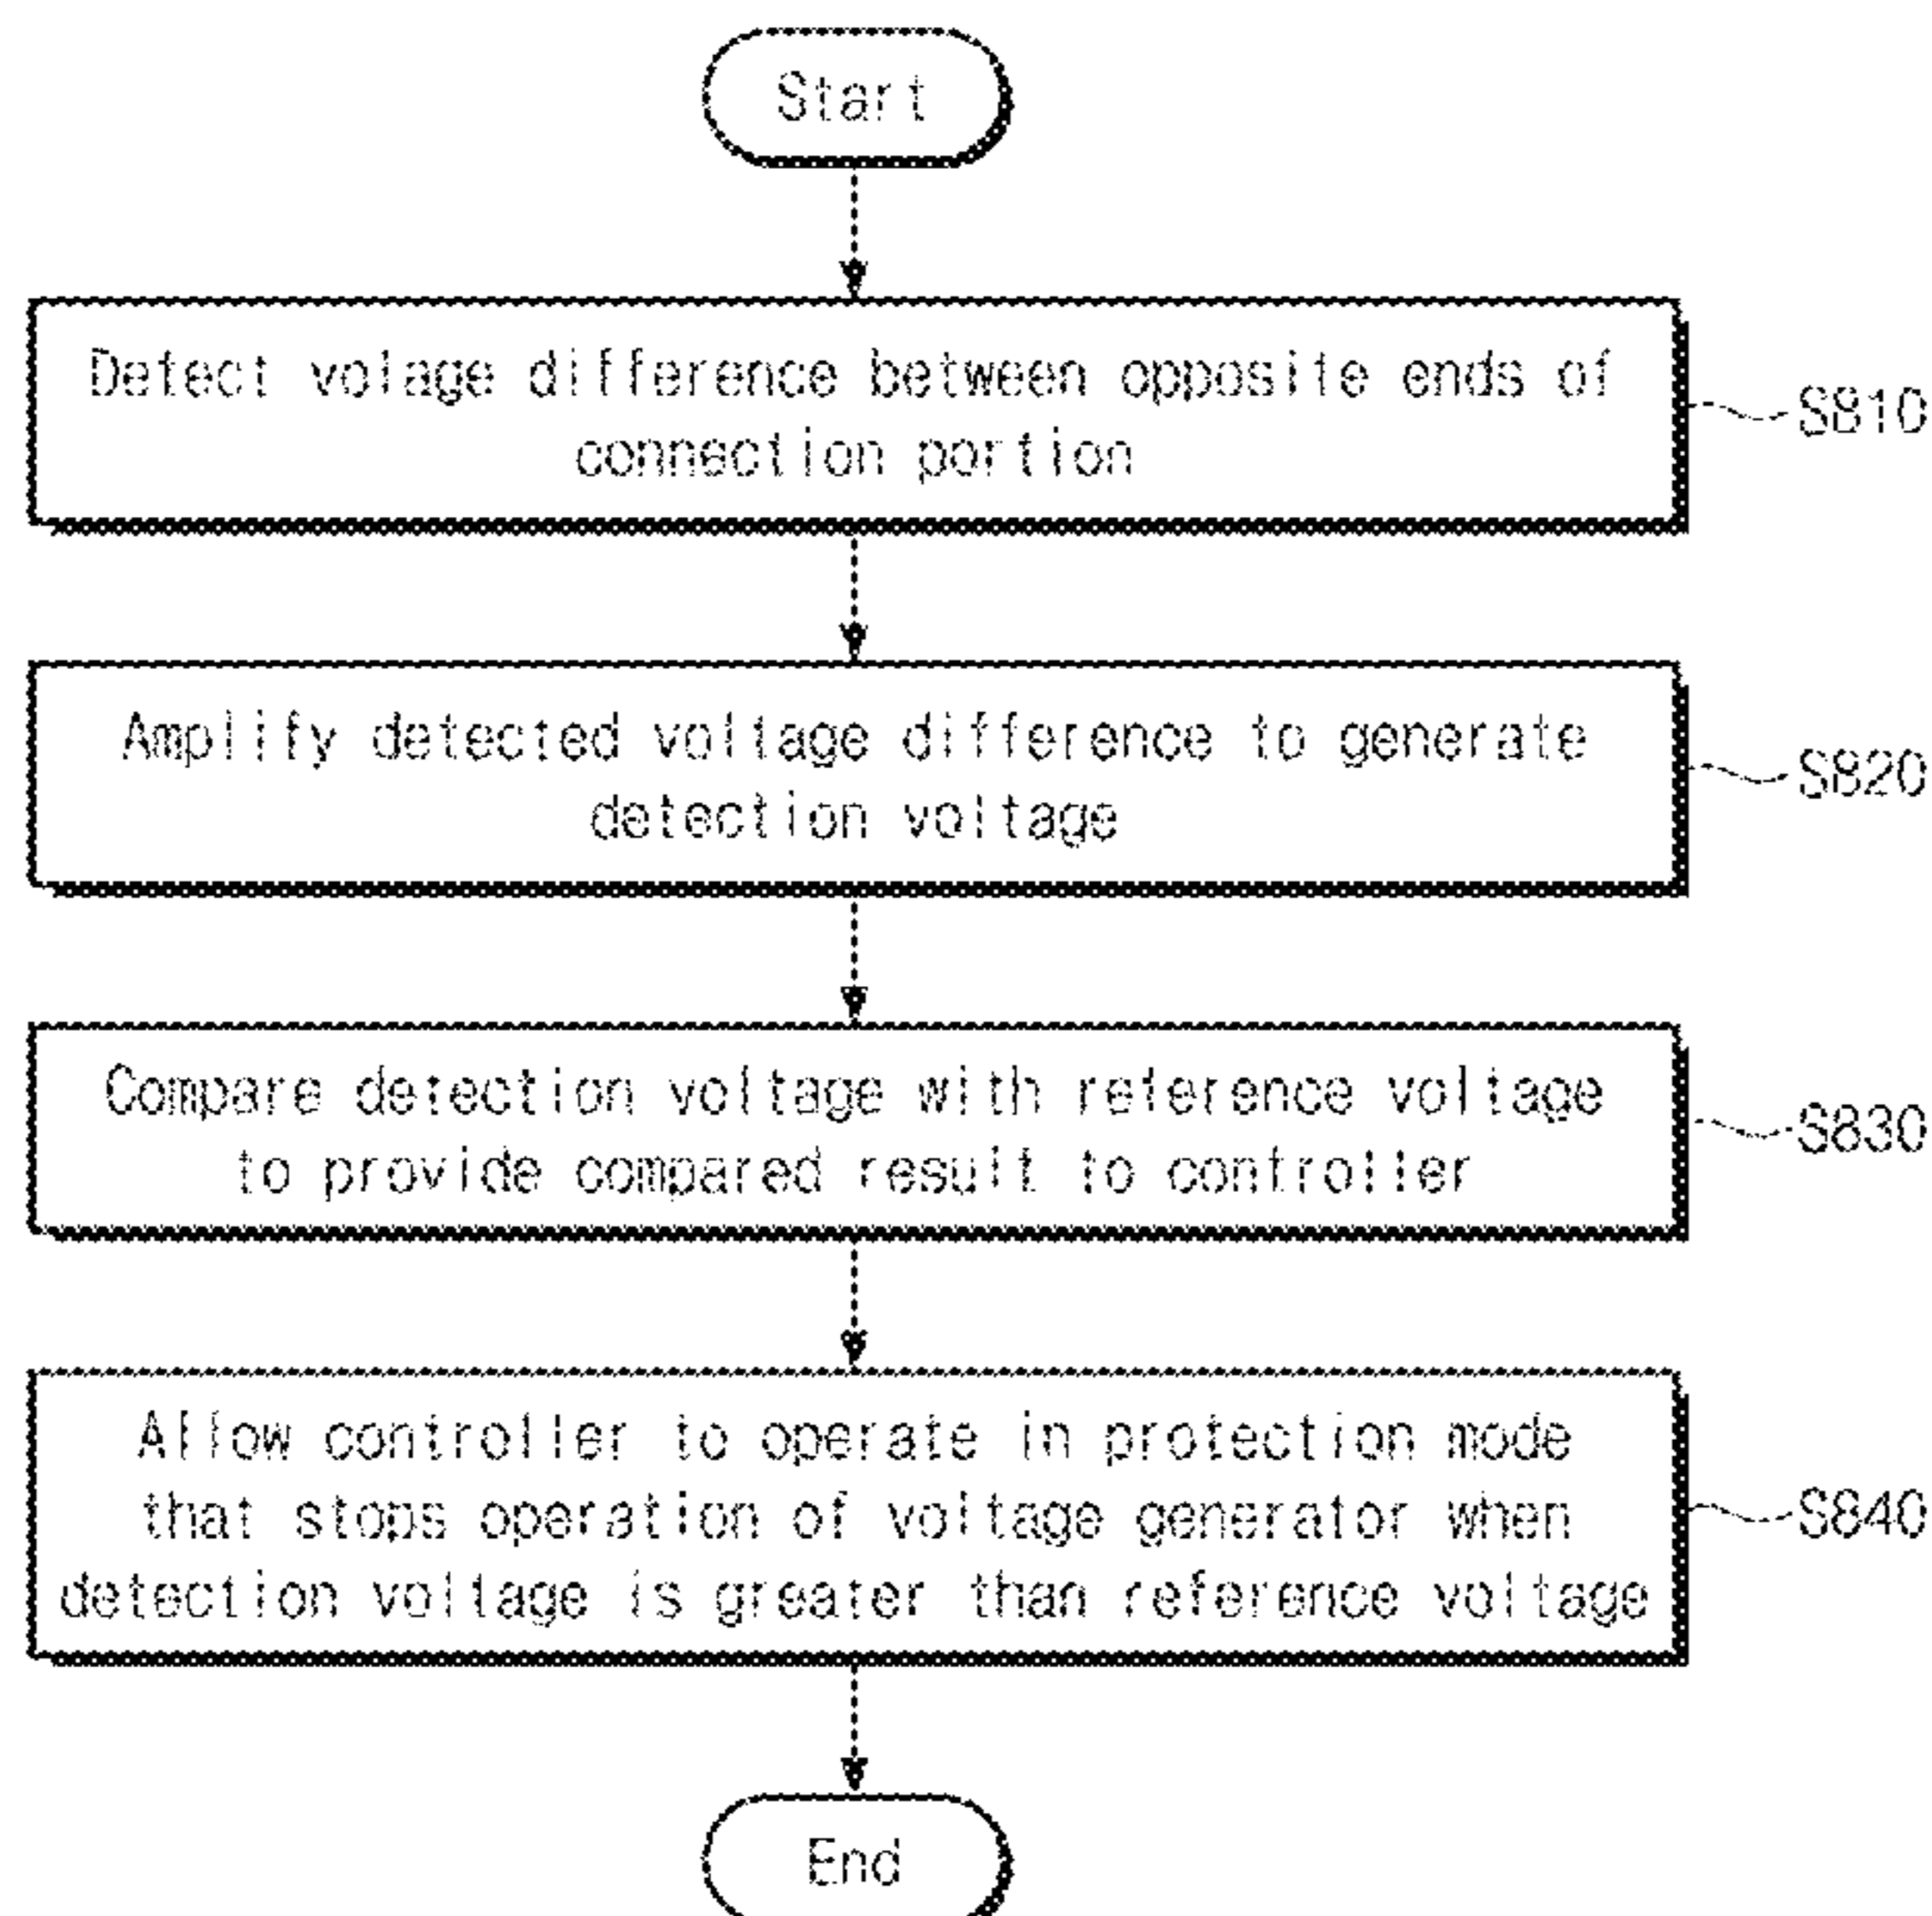 Start
Detect volage difference between opposite ends of
connection portion
S810
Amplify detected voltage difference to generate
detection voltage
S820
Compare detection voltage with reference voltage
to provide compared result to controller
S830
Allow controller to operate in protection mode
that stops operation of voltage generator when
detection voltage is greater than reference voltage
S840
End